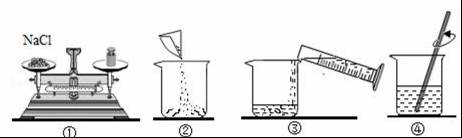 NaCl
① ② ③ ④